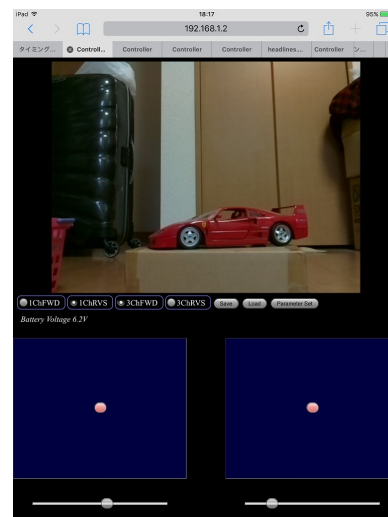 iPad 18:17 95%
192.168.1.2
タイミング... Controll... Controller Controller Controller headlines.... Controller ン...
1ChFWD 1ChRVS 3ChFWD 3ChRVS Save Load Parameter Set
Battery Voltage 6.2V